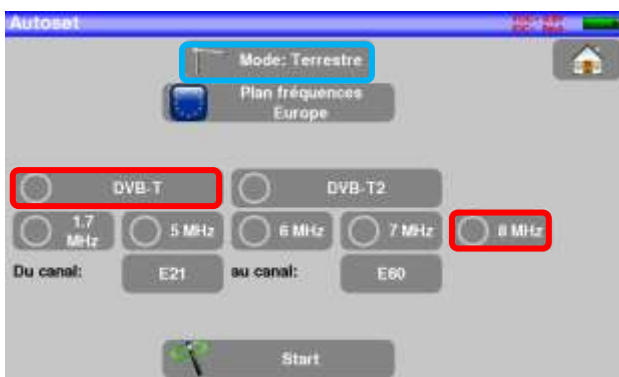 Autoset
Mode: Terrestre
Plan fréquences
Europe
DVB-T
DVB-T2
1.7
MHz
5 MHz
6 MHz
7 MHz
8 MHz
Du canal:
E21
au canal:
E60
Start